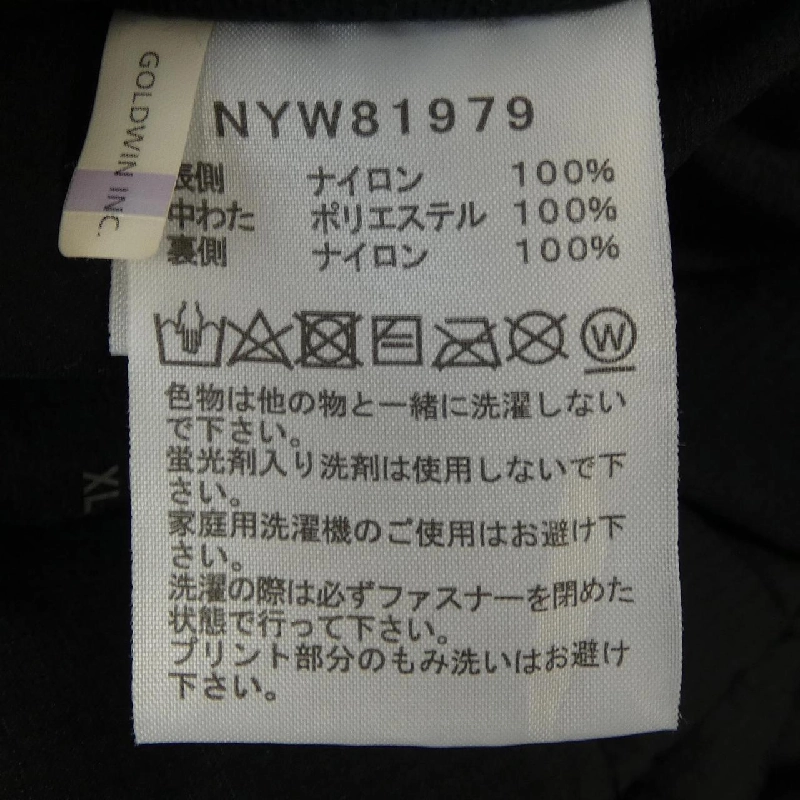 GOLDWIN INC.
NYW81979
表側 ナイロン 100%
中わた ポリエステル 100%
裏側 ナイロン 100%
W
色物は他の物と一緒に洗濯しない
で下さい。
蛍光剤入り洗剤は使用しないで下
さい。
家庭用洗濯機のご使用はお避け下
さい。
洗濯の際は必ずファスナーを閉めた
状態で行って下さい。
プリント部分のもみ洗いはお避け
下さい。
XL